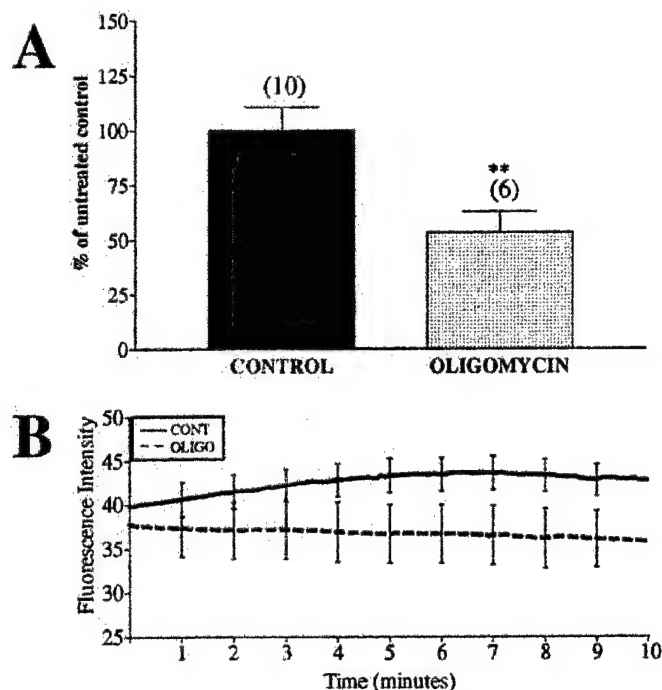 A
% of untreated control
150
125
100
75
50
25
0
(10)
**
(6)
CONTROL OLIGOMYCIN
B
Fluorescence Intensity
50
45
40
35
30
25
CONT
OLIGO
1 2 3 4 5 6 7 8 9 10
Time (minutes)